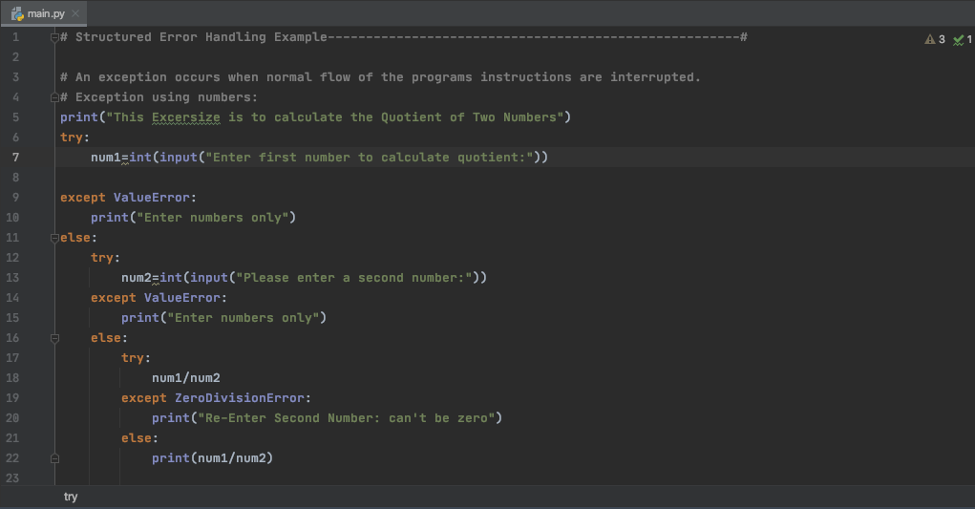 main.py
3 1
1 # Structured Error Handling Example------------------------------------------------------#
2
3 # An exception occurs when normal flow of the programs instructions are interrupted.
4 # Exception using numbers:
5 print("This Excersize is to calculate the Quotient of Two Numbers")
6 try:
7     num1=int(input("Enter first number to calculate quotient:"))
8
9 except ValueError:
10     print("Enter numbers only")
11 else:
12     try:
13         num2=int(input("Please enter a second number:"))
14     except ValueError:
15         print("Enter numbers only")
16     else:
17         try:
18             num1/num2
19         except ZeroDivisionError:
20             print("Re-Enter Second Number: can't be zero")
21         else:
22             print(num1/num2)
23
try